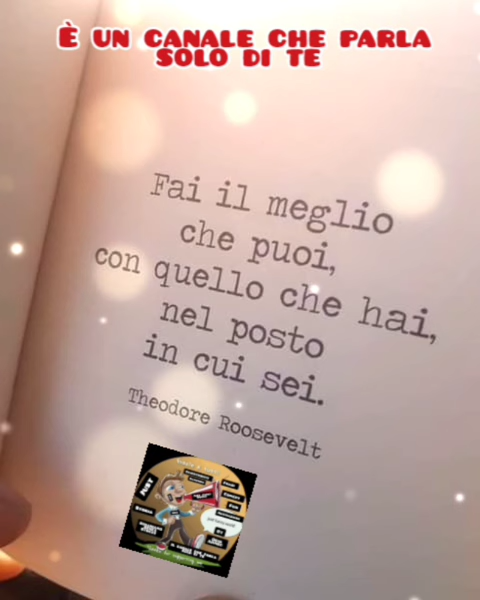 È UN CANALE CHE PARLA
SOLO DI TE
Fai il meglio
che puoi,
con quello che hai,
nel posto
in cui sei.
Theodore Roosevelt